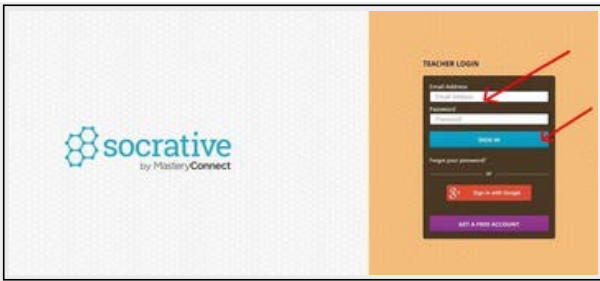 socrative
by MasteryConnect
TEACHER LOGIN
Email Address
Email Address
Password
Password
SIGN IN
Forgot your password?
or
g+ Sign in with Google
GET A FREE ACCOUNT